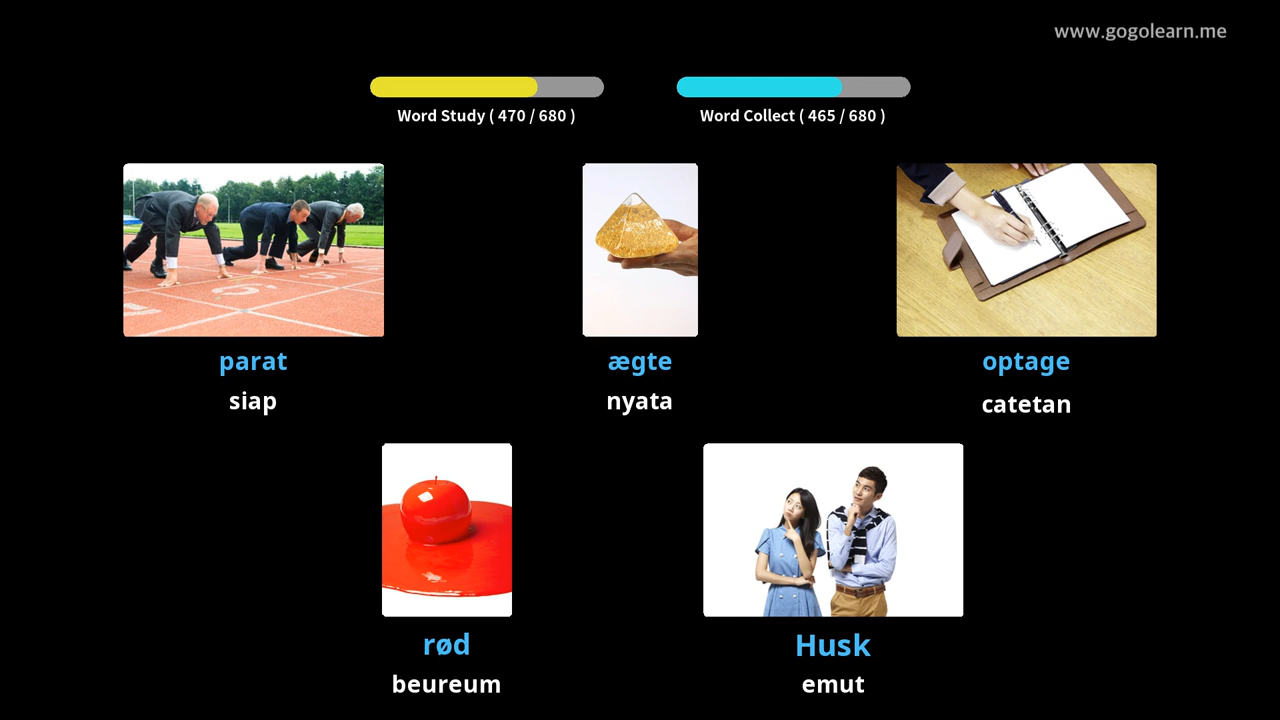 www.gogolearn.me
Word Study ( 470 / 680 )
Word Collect ( 465 / 680 )
parat
siap
ægte
nyata
optage
catetan
rød
beureum
Husk
emut